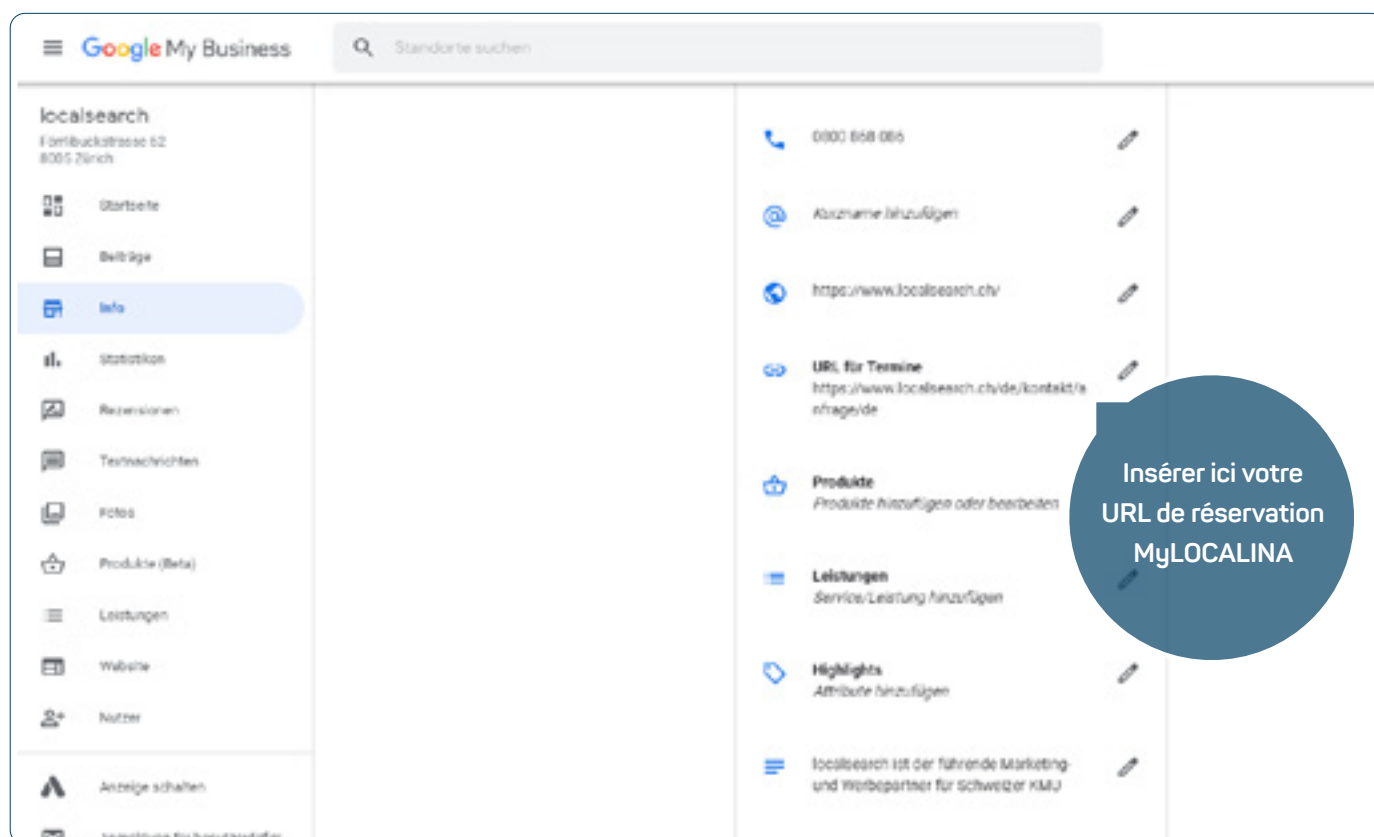 Google My Business
Standorte suchen
localsearch
Förrlibuckstrasse 62
8005 Zürich
Startseite
Beiträge
Info
Statistiken
Rezensionen
Textnachrichten
Fotos
Produkte (Beta)
Leistungen
Website
Nutzer
Anzeige schalten
0800 868 086
Kurzname hinzufügen
https://www.localsearch.ch/
URL für Termine
https://www.localsearch.ch/de/kontakt/a
nfrage/de
Produkte
Produkte hinzufügen oder bearbeiten
Leistungen
Service/Leistung hinzufügen
Highlights
Attribute hinzufügen
localsearch ist der führende Marketing-
und Werbepartner für Schweizer KMU
Insérer ici votre
URL de réservation
MyLOCALINA